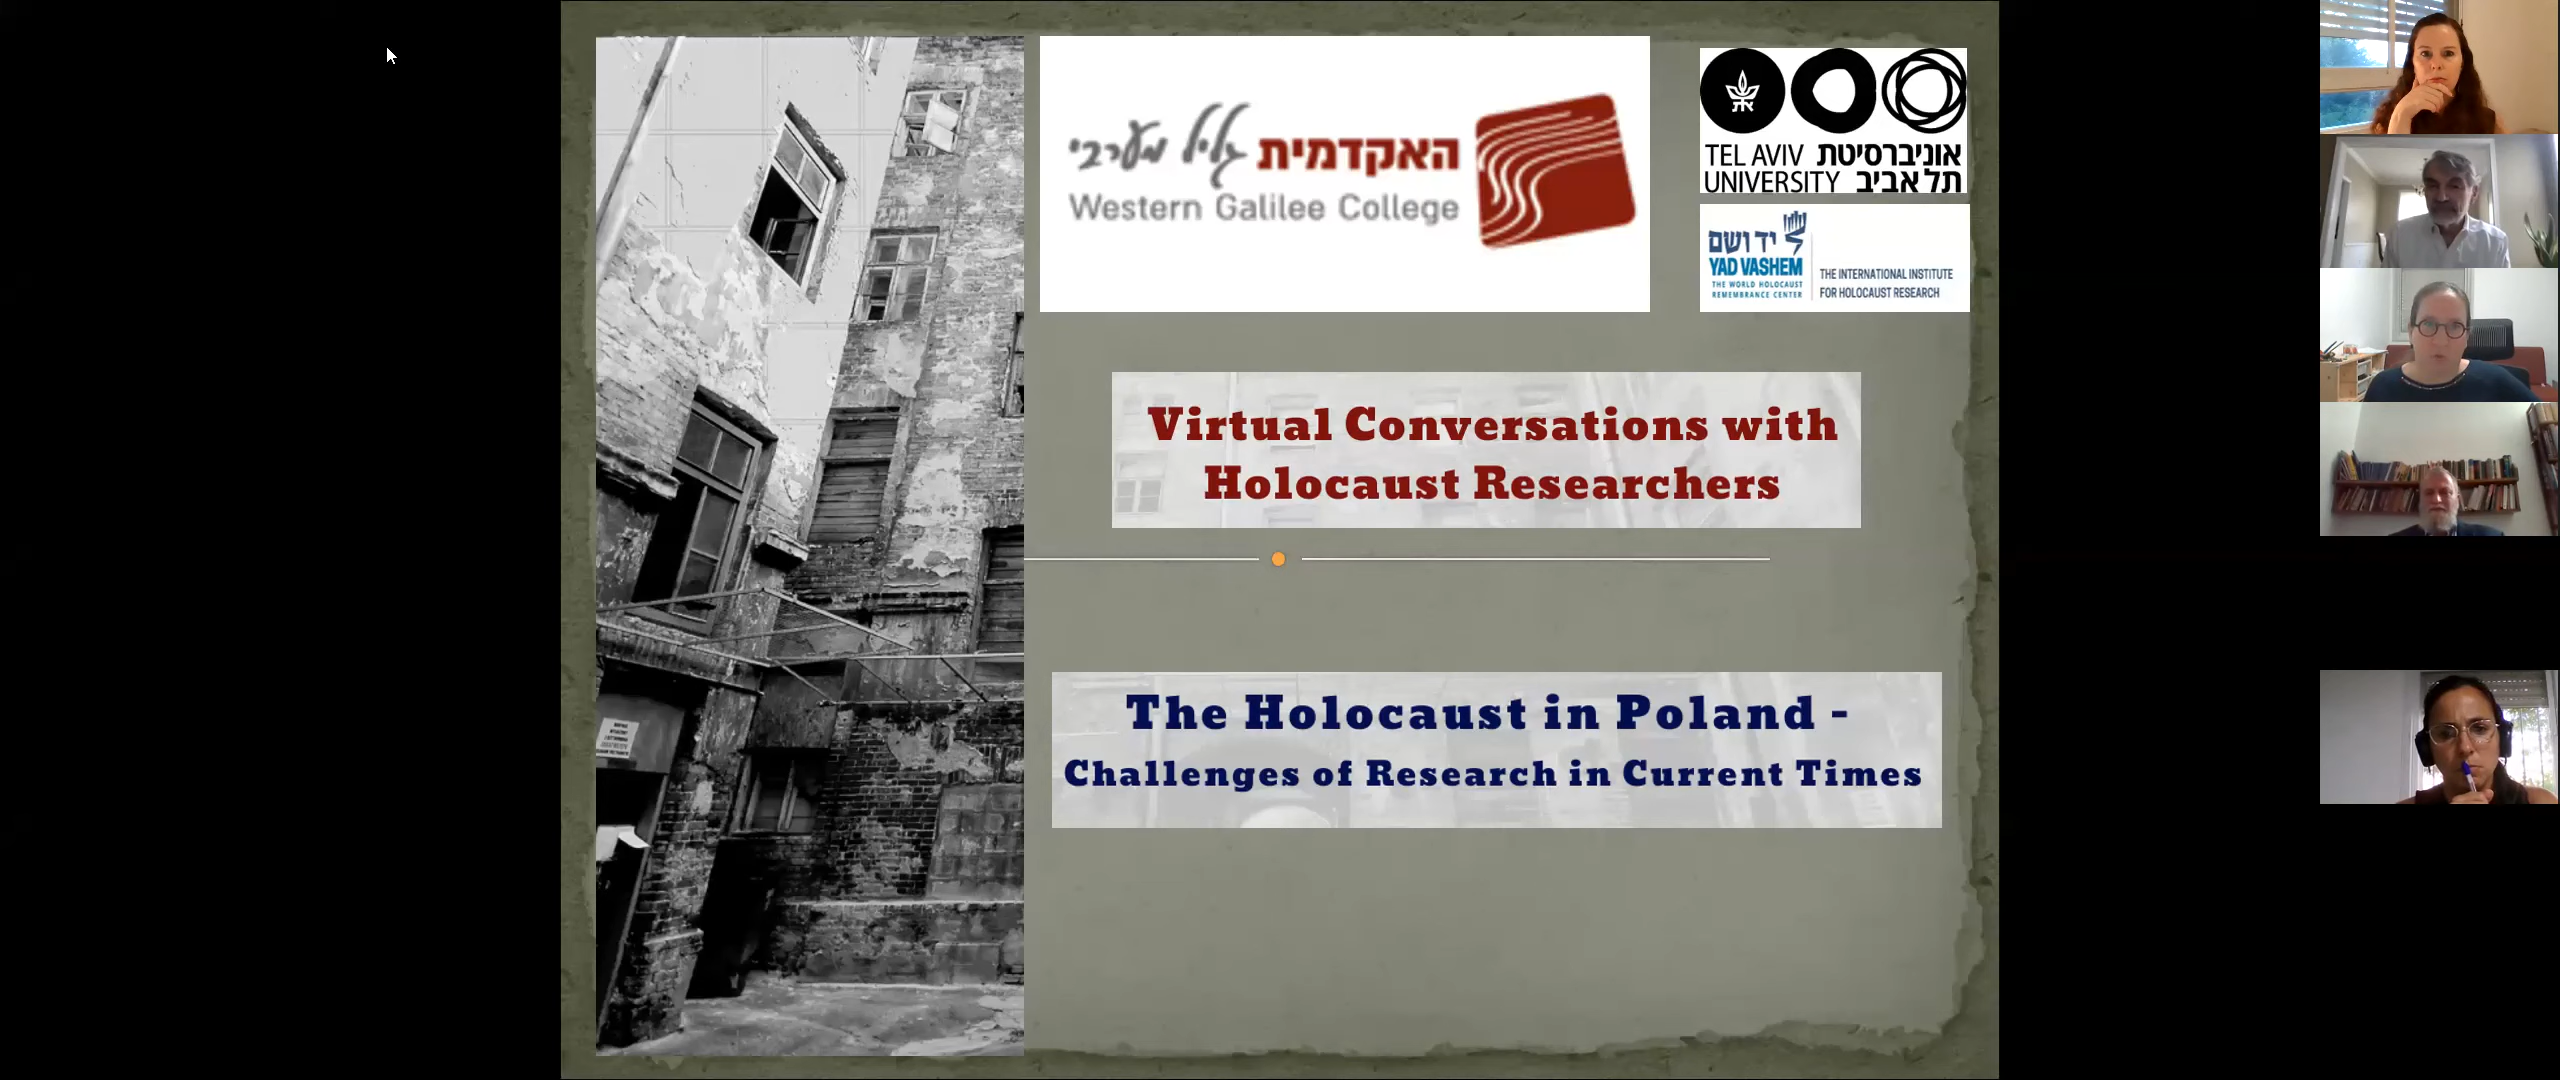 האקדמית גליל מערבי
Western Galilee College
TEL AVIV אוניברסיטת
UNIVERSITY תל אביב
יד ושם
YAD VASHEM
THE WORLD HOLOCAUST
REMEMBRANCE CENTER
THE INTERNATIONAL INSTITUTE
FOR HOLOCAUST RESEARCH
Virtual Conversations with
Holocaust Researchers
The Holocaust in Poland -
Challenges of Research in Current Times